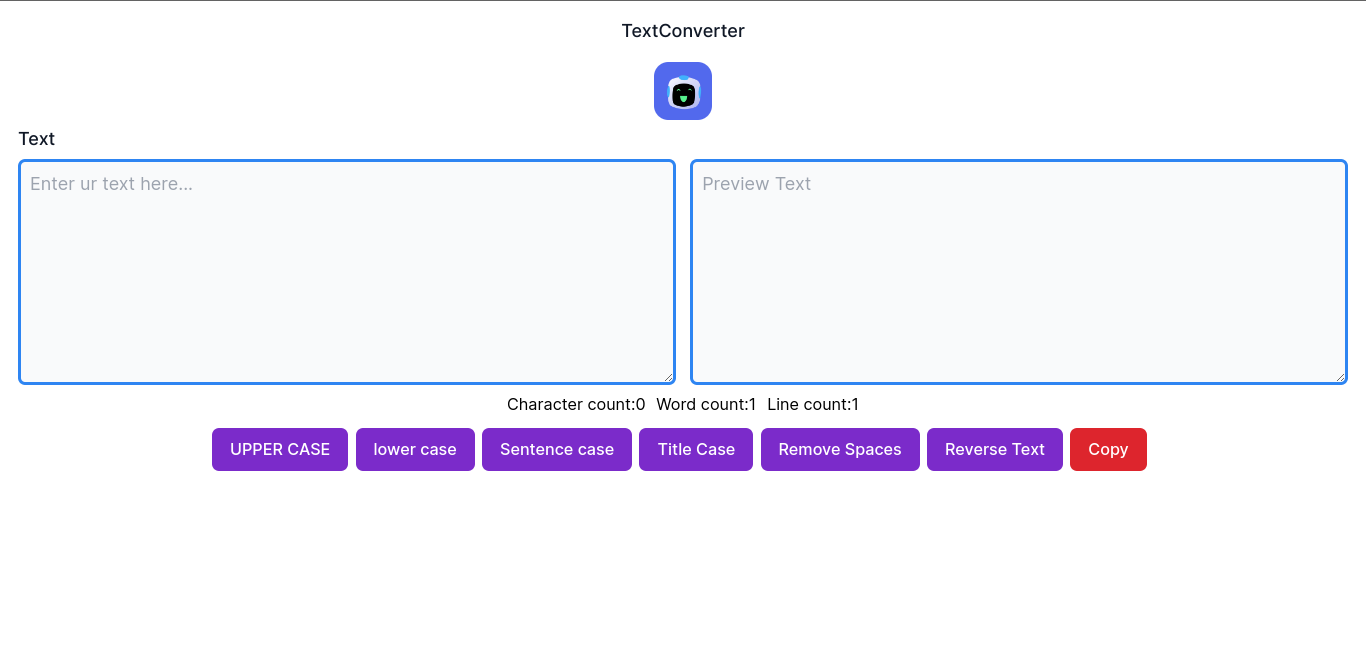 TextConverter
Text
Enter ur text here...
Preview Text
Character count:0 Word count:1 Line count:1
UPPER CASE lower case Sentence case Title Case Remove Spaces Reverse Text Copy